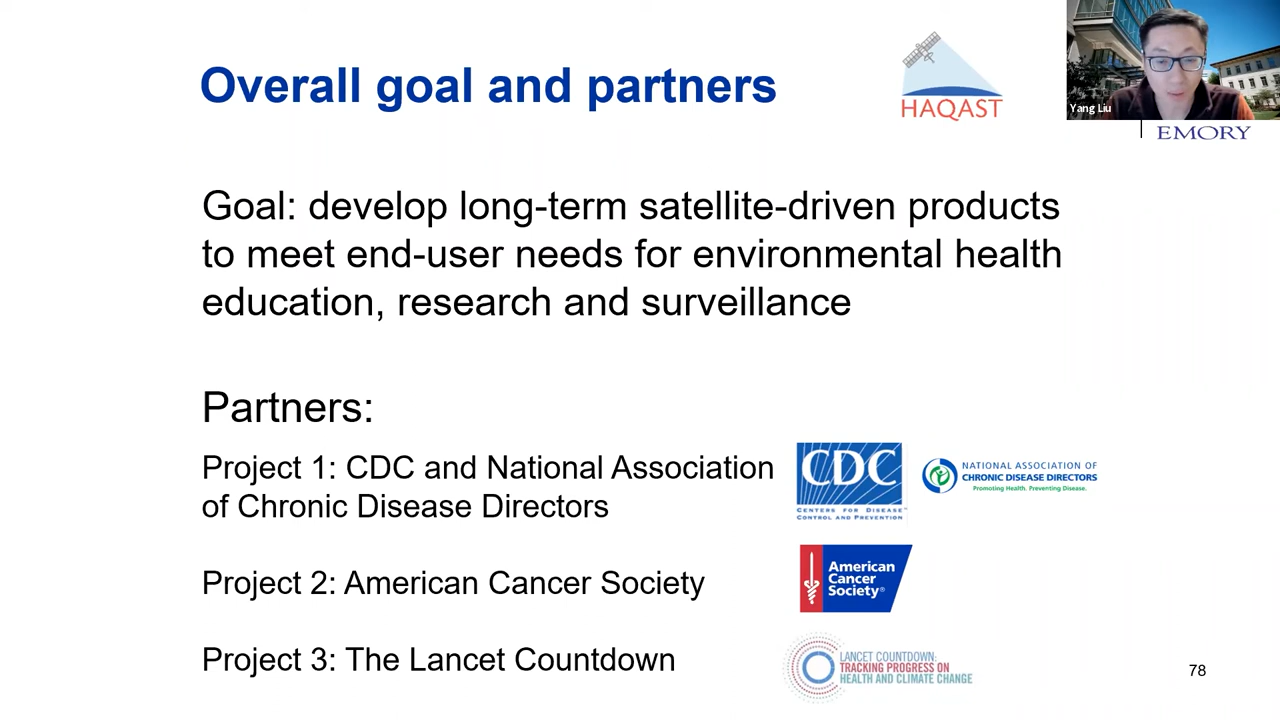 Overall goal and partners
HAQAST
Yang Liu
EMORY
Goal: develop long-term satellite-driven products
to meet end-user needs for environmental health
education, research and surveillance
Partners:
Project 1: CDC and National Association
of Chronic Disease Directors
CDC
CENTERS FOR DISEASE™
CONTROL AND PREVENTION
NATIONAL ASSOCIATION OF
CHRONIC DISEASE DIRECTORS
Promoting Health. Preventing Disease.
Project 2: American Cancer Society
American
Cancer
Society®
Project 3: The Lancet Countdown
LANCET COUNTDOWN:
TRACKING PROGRESS ON
HEALTH AND CLIMATE CHANGE
78